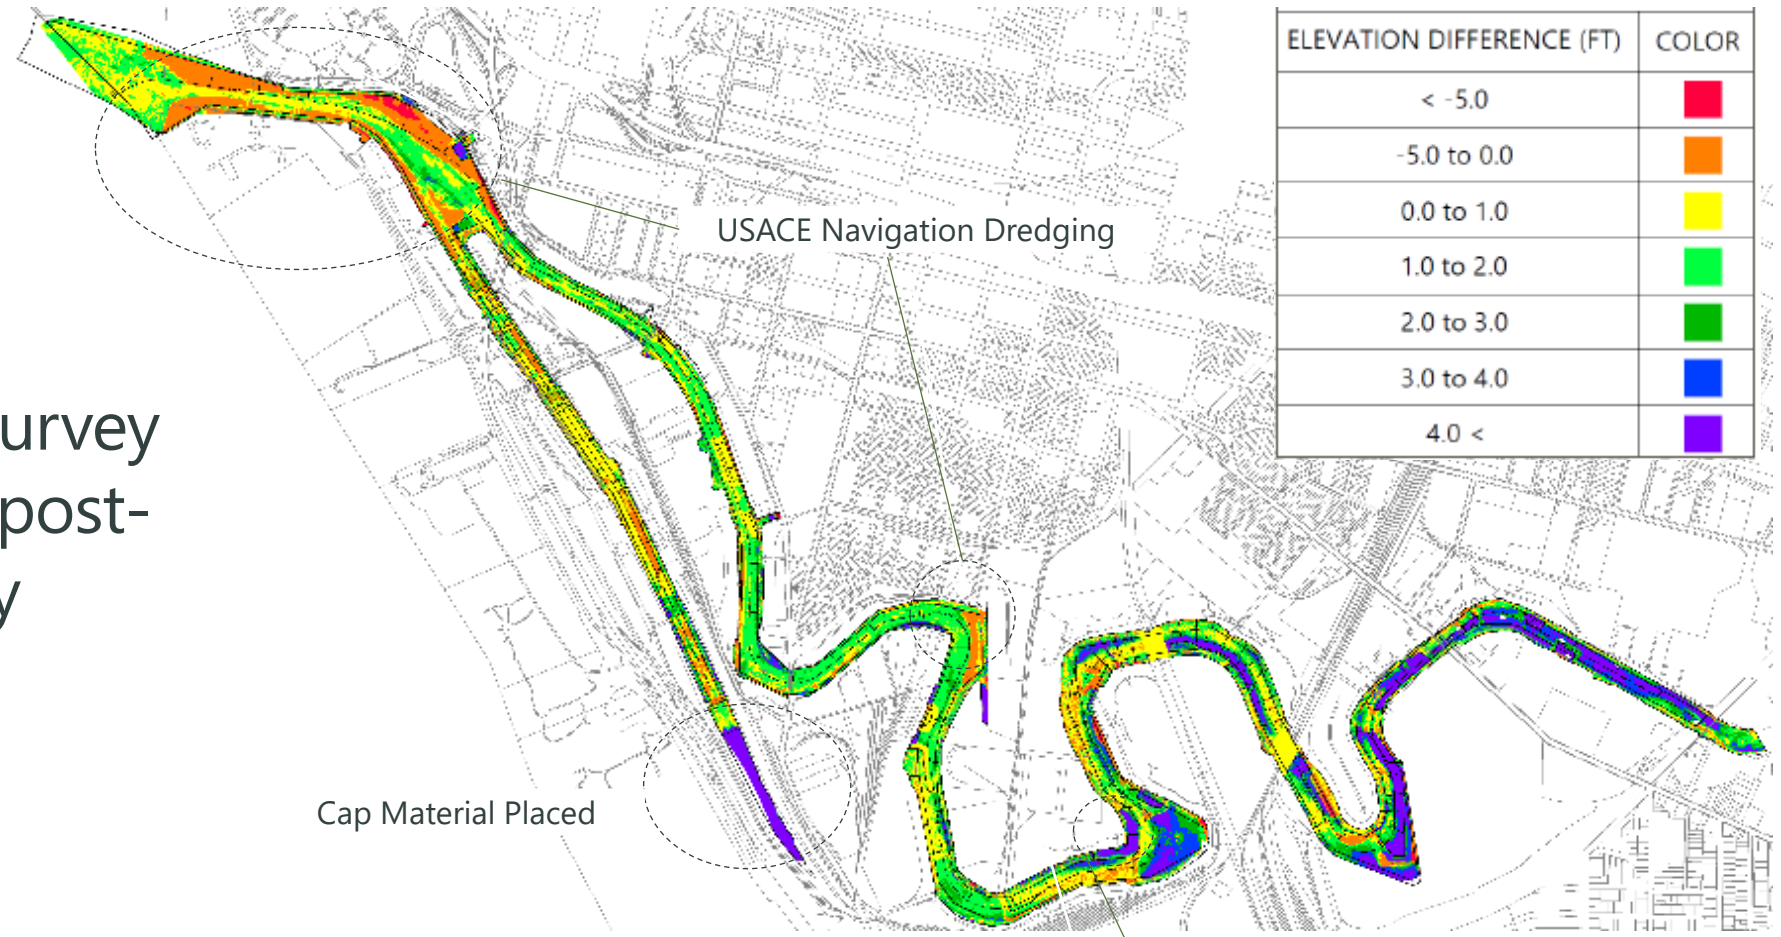 ELEVATION DIFFERENCE (FT) COLOR
< -5.0
-5.0 to 0.0
0.0 to 1.0
1.0 to 2.0
2.0 to 3.0
3.0 to 4.0
4.0 <
USACE Navigation Dredging
urvey
post-
y
Cap Material Placed